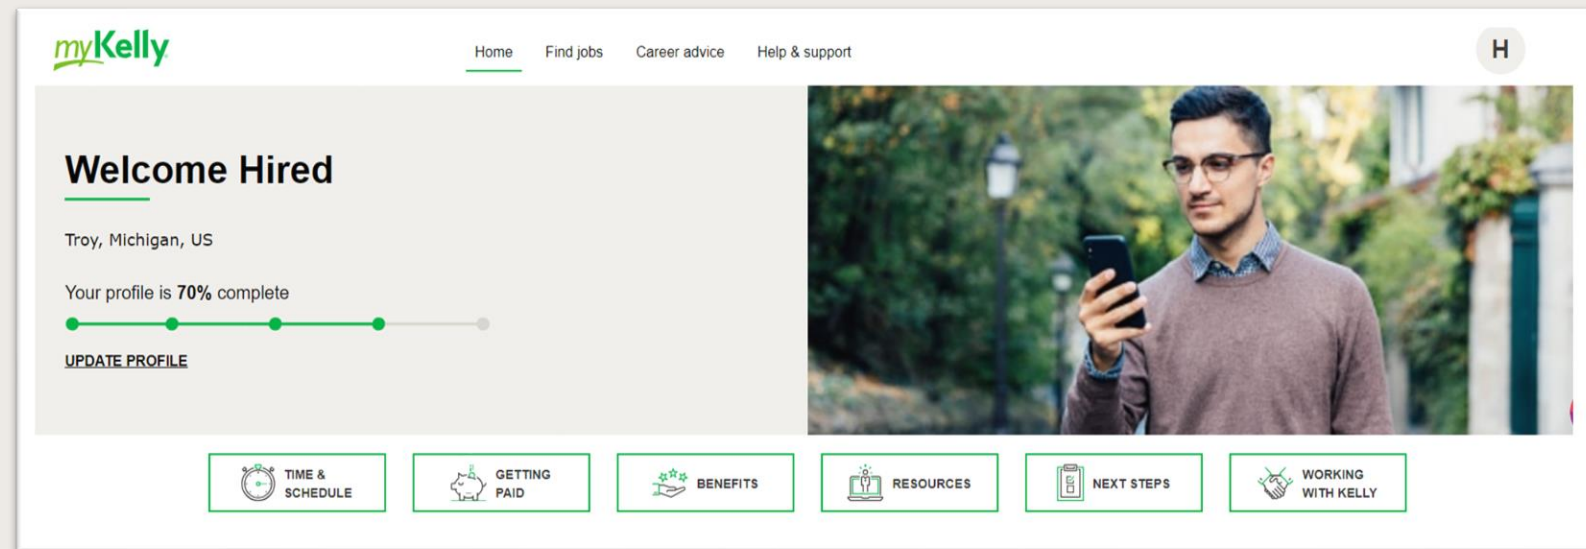 myKelly
Home Find jobs Career advice Help & support
H
Welcome Hired
Troy, Michigan, US
Your profile is 70% complete
UPDATE PROFILE
TIME &
SCHEDULE
GETTING
PAID
BENEFITS
RESOURCES
NEXT STEPS
WORKING
WITH KELLY